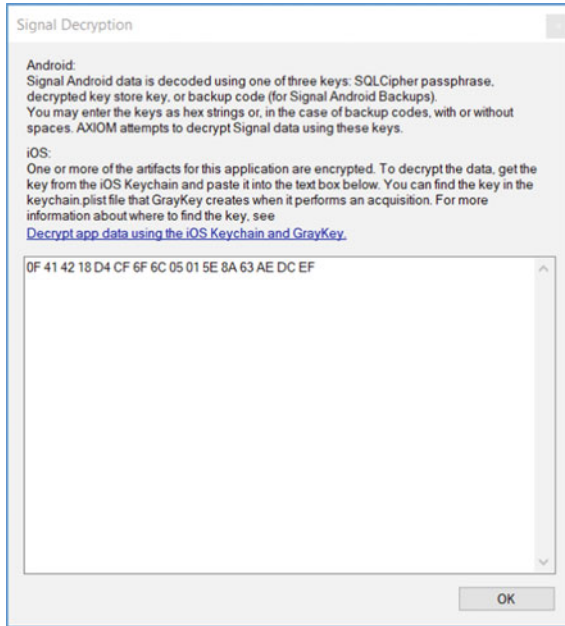 Signal Decryption
Android:
Signal Android data is decoded using one of three keys: SQLCipher passphrase,
decrypted key store key, or backup code (for Signal Android Backups).
You may enter the keys as hex strings or, in the case of backup codes, with or without
spaces. AXIOM attempts to decrypt Signal data using these keys.
iOS:
One or more of the artifacts for this application are encrypted. To decrypt the data, get the
key from the iOS Keychain and paste it into the text box below. You can find the key in the
keychain.plist file that GrayKey creates when it performs an acquisition. For more
information about where to find the key, see
Decrypt app data using the iOS Keychain and GrayKey.
0F 41 42 18 D4 CF 6F 6C 05 01 5E 8A 63 AE DC EF
OK